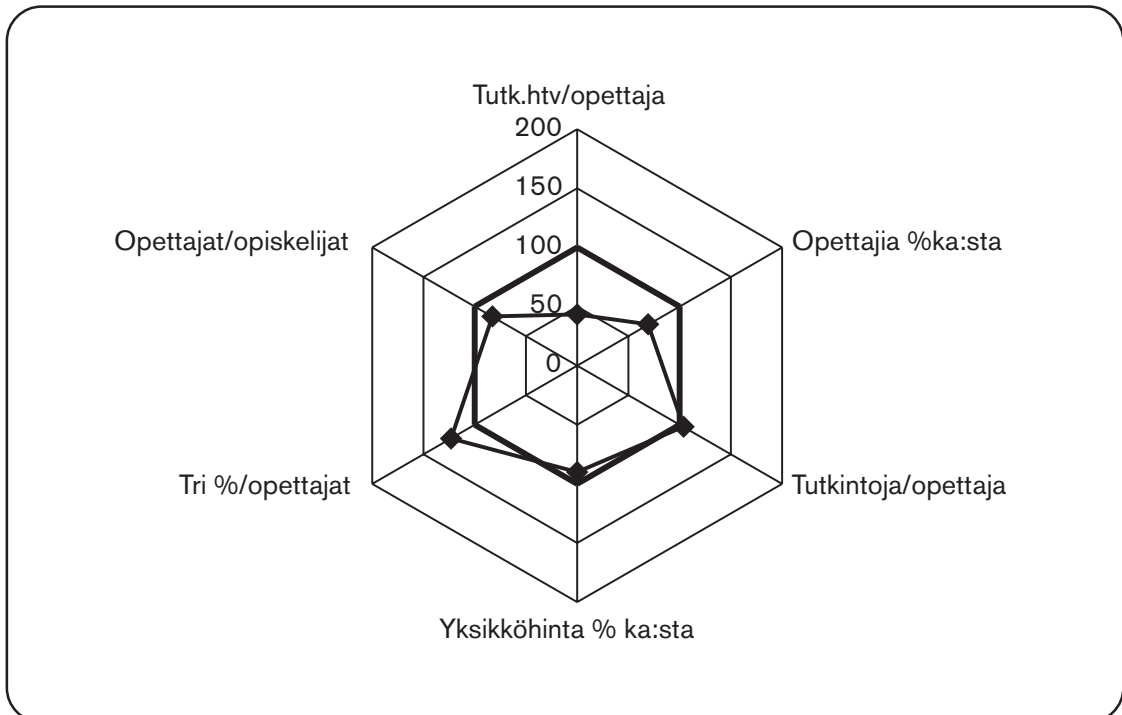 Tutk.htv/opettaja
200
150
Opettajat/opiskelijat
100
Opettajia %ka:sta
50
0
Tri %/opettajat
Tutkintoja/opettaja
Yksikköhinta % ka:sta